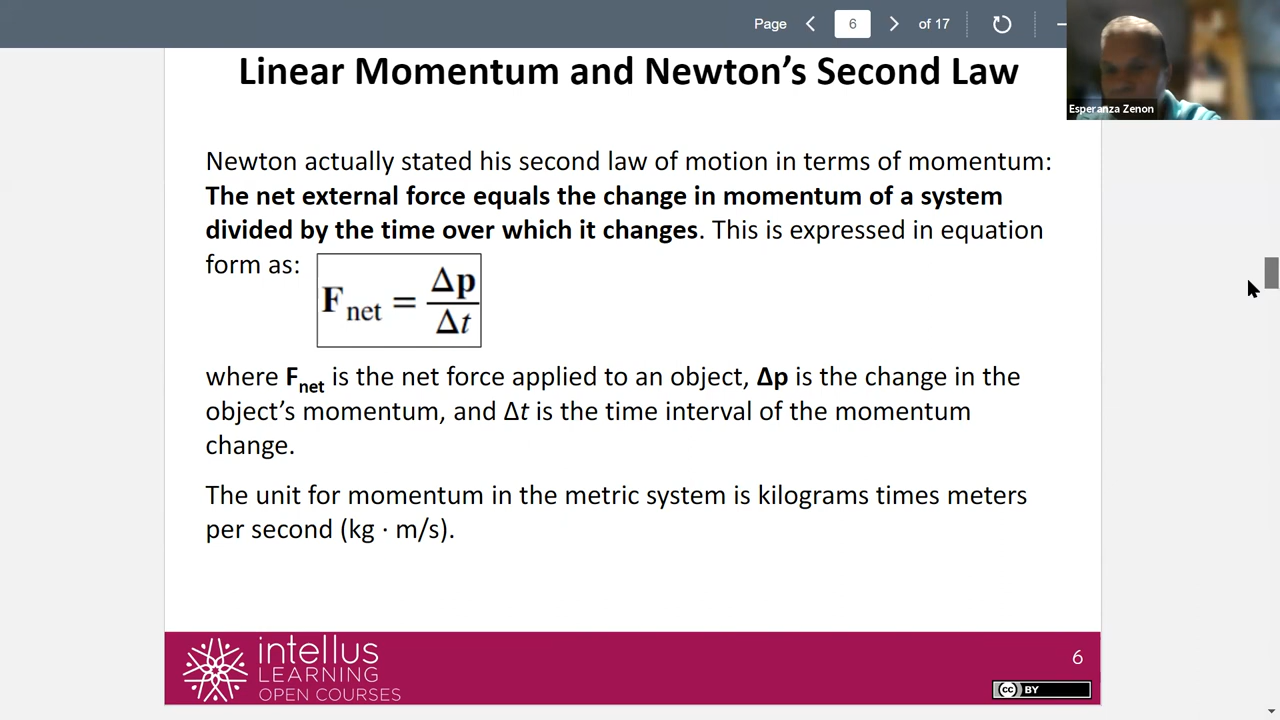 Page 6 of 17
Esperanza Zenon
Linear Momentum and Newton’s Second Law
Newton actually stated his second law of motion in terms of momentum:
The net external force equals the change in momentum of a system
divided by the time over which it changes. This is expressed in equation
form as:
F net = Δp / Δt
where Fnet is the net force applied to an object, Δp is the change in the
object’s momentum, and Δt is the time interval of the momentum
change.
The unit for momentum in the metric system is kilograms times meters
per second (kg · m/s).
intellus
LEARNING
OPEN COURSES
6
cc BY